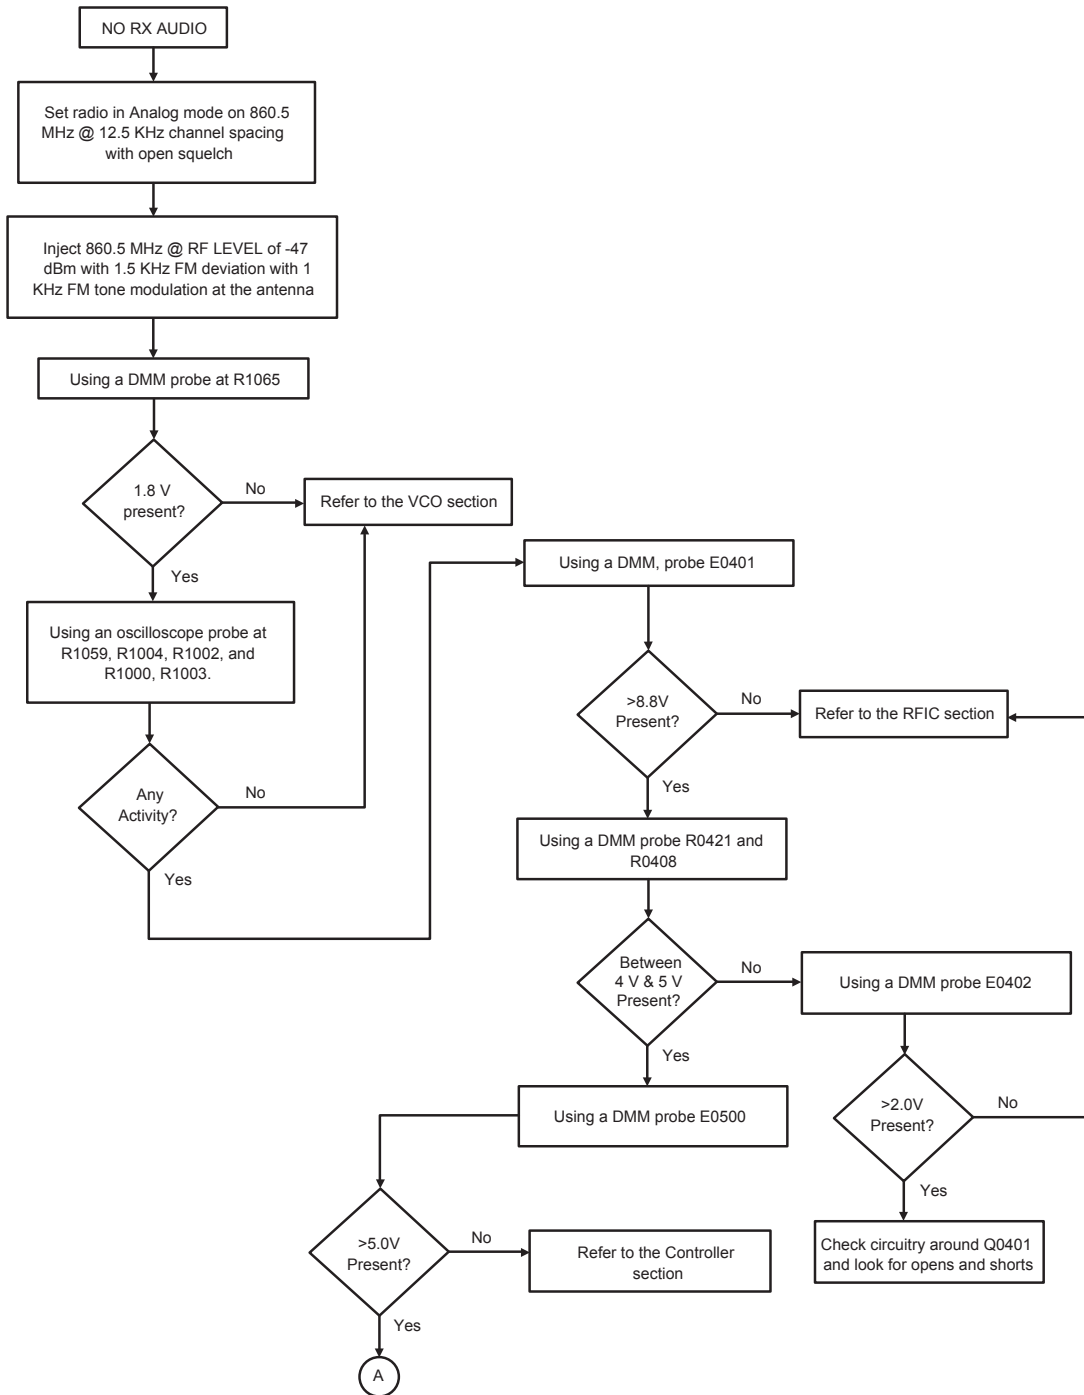 NO RX AUDIO
Set radio in Analog mode on 860.5
MHz @ 12.5 KHz channel spacing
with open squelch
Inject 860.5 MHz @ RF LEVEL of -47
dBm with 1.5 KHz FM deviation with 1
KHz FM tone modulation at the antenna
Using a DMM probe at R1065
1.8 V
present?
No
Refer to the VCO section
Yes
Using an oscilloscope probe at
R1059, R1004, R1002, and
R1000, R1003.
Any
Activity?
No
Yes
Using a DMM, probe E0401
>8.8V
Present?
No
Refer to the RFIC section
Yes
Using a DMM probe R0421 and
R0408
Between
4 V & 5 V
Present?
No
Using a DMM probe E0402
Yes
>2.0V
Present?
No
Yes
Check circuitry around Q0401
and look for opens and shorts
Using a DMM probe E0500
>5.0V
Present?
No
Refer to the Controller
section
Yes
A